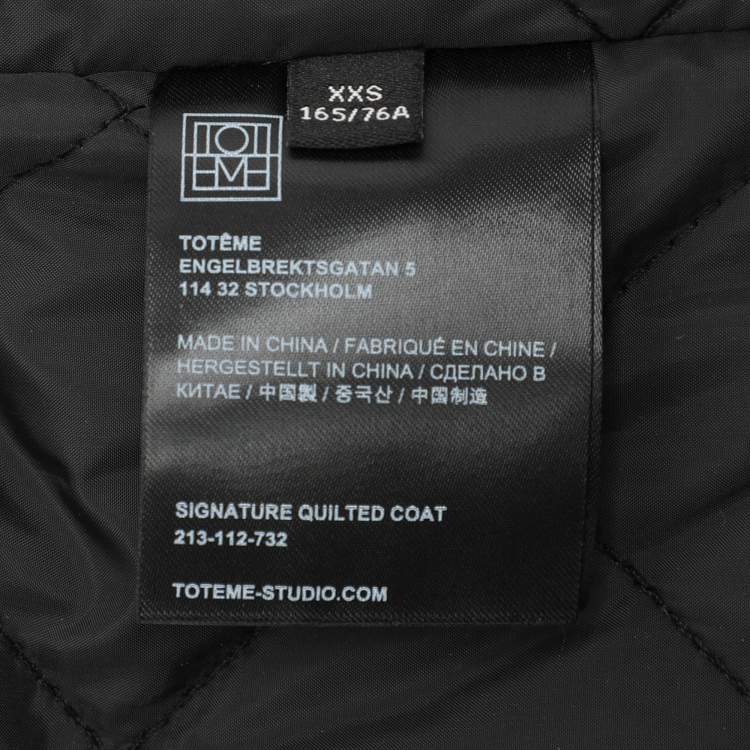 XXS
165/76A
TOT
EME
TOTÊME
ENGELBREKTSGATAN 5
114 32 STOCKHOLM
MADE IN CHINA / FABRIQUÉ EN CHINE /
HERGESTELLT IN CHINA / СДЕЛАНО В
КИТАЕ / 中国製 / 중국산 / 中国制造
SIGNATURE QUILTED COAT
213-112-732
TOTEME-STUDIO.COM